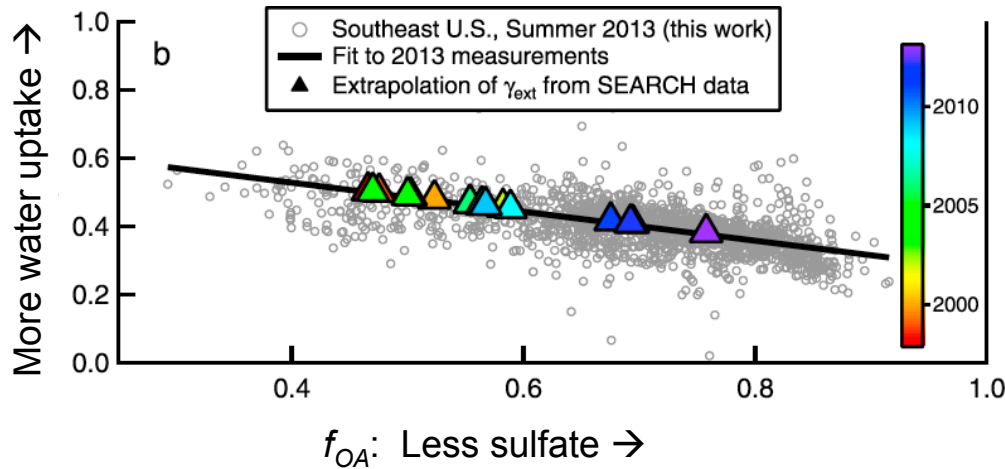 More water uptake →
1.0
0.8
0.6
0.4
0.2
0.0
b
Southeast U.S., Summer 2013 (this work)
Fit to 2013 measurements
Extrapolation of γext from SEARCH data
2010
2005
2000
0.4
0.6
0.8
1.0
fOA: Less sulfate →